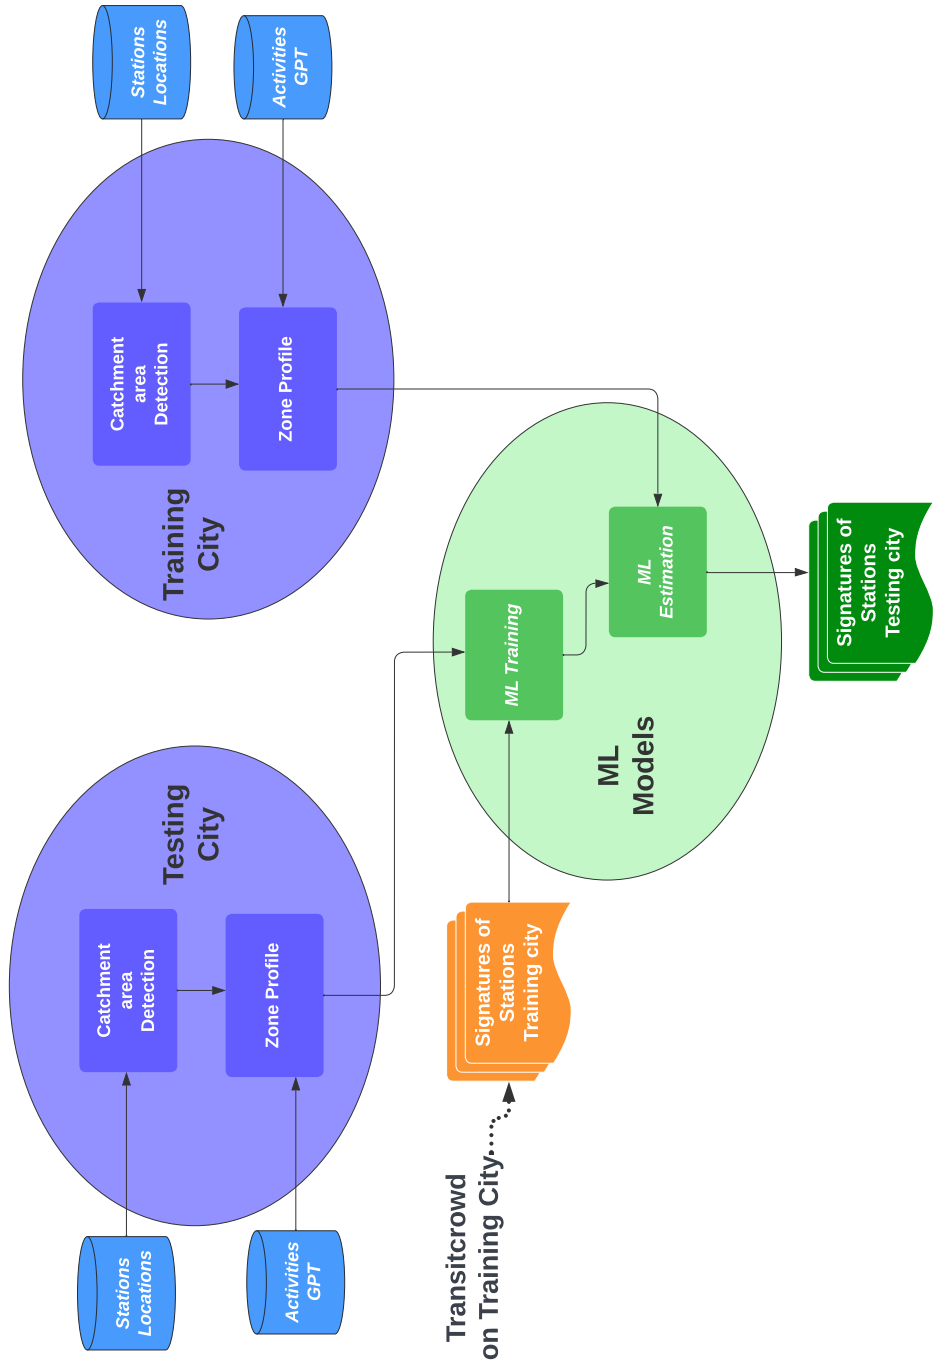 Stations
Locations
Activities
GPT
Catchment
area
Detection
Zone Profile
Testing
City
Catchment
area
Detection
Zone Profile
Training
City
Stations
Locations
Activities
GPT
Transitcrowd
on Training City
Signatures of
Stations
Training city
ML Training
ML
Estimation
ML
Models
Signatures of
Stations
Testing city